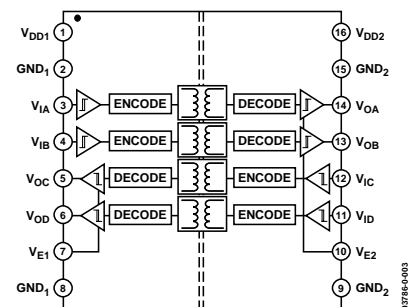 VDD1 1 16 VDD2
GND1 2 15 GND2
VIA 3 ENCODE DECODE 14 VOA
VIB 4 ENCODE DECODE 13 VOB
VOC 5 DECODE ENCODE 12 VIC
VOD 6 DECODE ENCODE 11 VID
VE1 7 10 VE2
GND1 8 9 GND2
13786-0-003